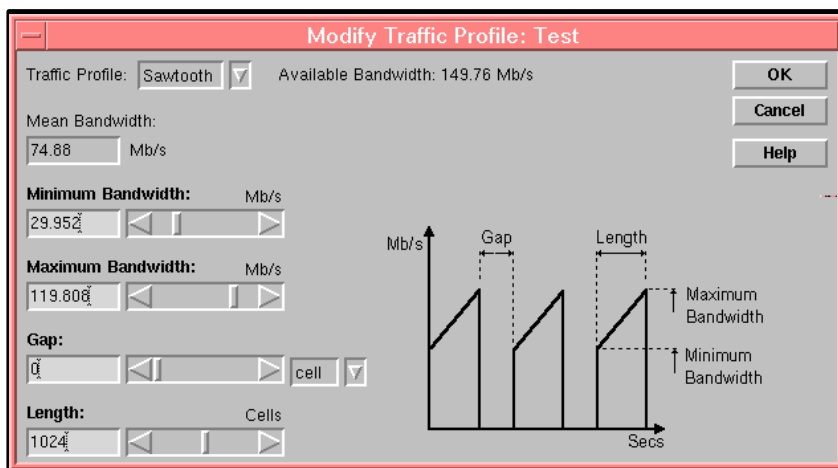 Modify Traffic Profile: Test
Traffic Profile: Sawtooth Available Bandwidth: 149.76 Mb/s
OK
Cancel
Help
Mean Bandwidth:
74.88 Mb/s
Minimum Bandwidth: Mb/s
29.952
Maximum Bandwidth: Mb/s
119.808
Gap:
0 cell
Length: Cells
1024
Mb/s
Gap
Length
Maximum
Bandwidth
Minimum
Bandwidth
Secs